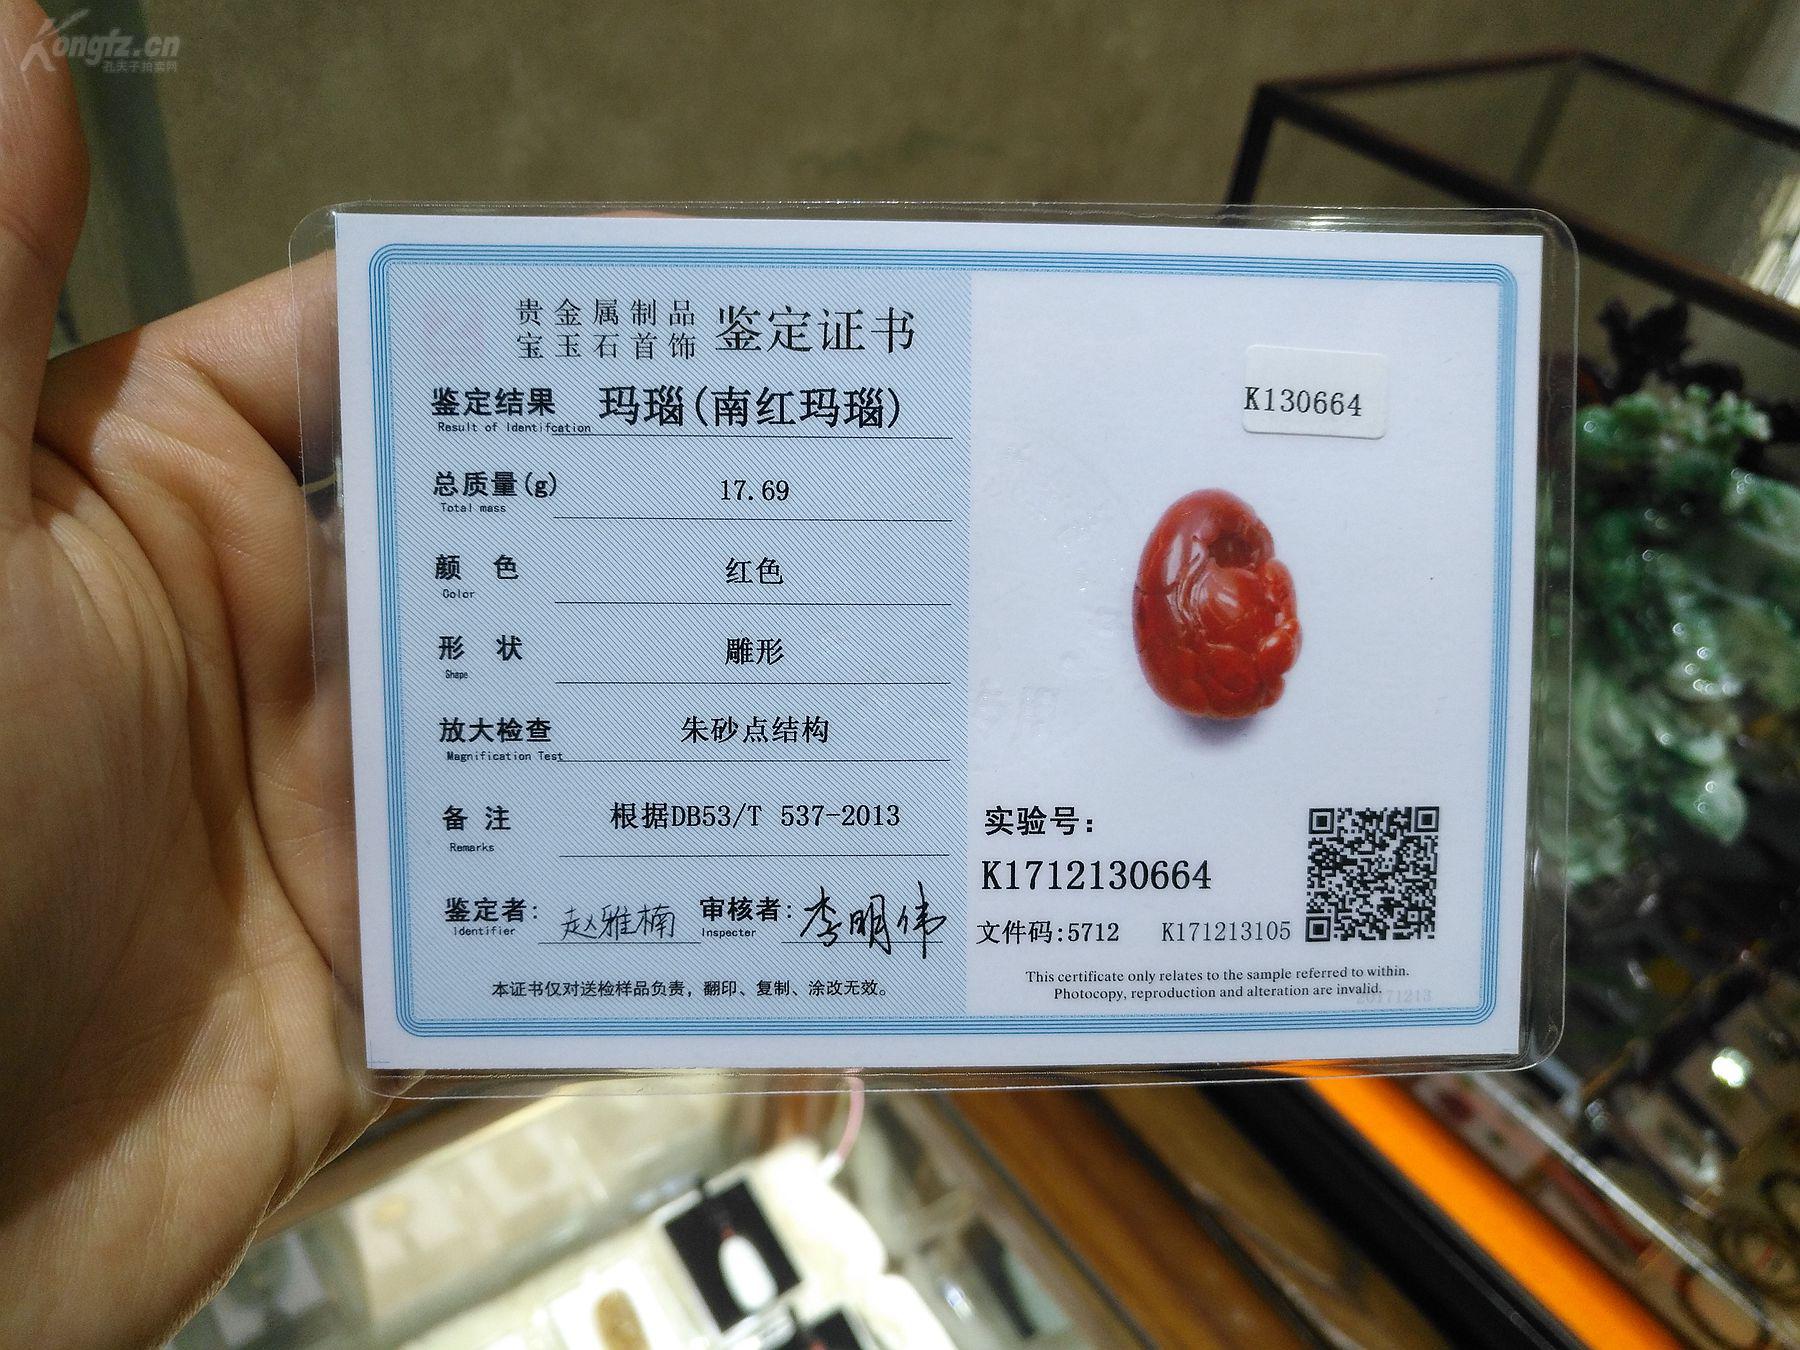 Kongfz.cn
孔夫子拍卖网
贵金属制品
宝玉石首饰
鉴定证书
鉴定结果 玛瑙(南红玛瑙)
Result of Identifcation
总质量(g) 17.69
Total mass
颜 色 红色
Color
形 状 雕形
Shape
放大检查 朱砂点结构
Magnification Test
备 注 根据DB53/T 537-2013
Remarks
鉴定者: 赵雅楠 审核者: 李明伟
Identifier Inspecter
本证书仅对送检样品负责，翻印、复制、涂改无效。
K130664
实验号:
K1712130664
文件码:5712 K171213105
This certificate only relates to the sample referred to within.
Photocopy, reproduction and alteration are invalid.
20171213